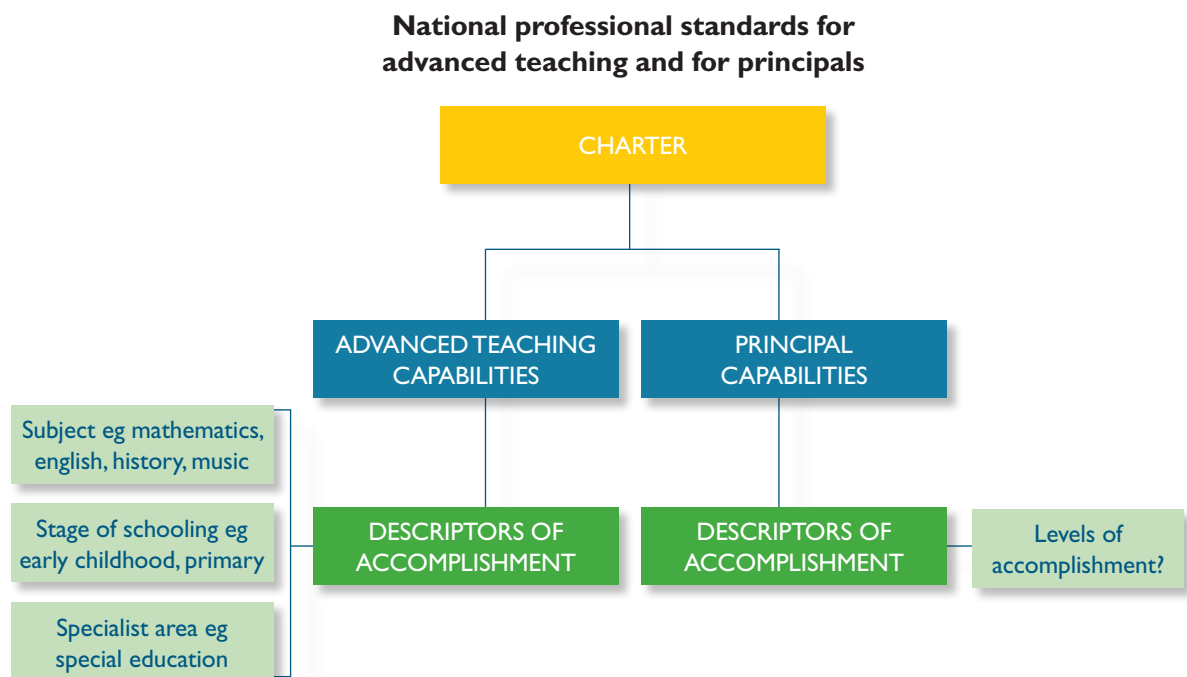 National professional standards for
advanced teaching and for principals
CHARTER
ADVANCED TEACHING
CAPABILITIES
PRINCIPAL
CAPABILITIES
Subject eg mathematics,
english, history, music
Stage of schooling eg
early childhood, primary
Specialist area eg
special education
DESCRIPTORS OF
ACCOMPLISHMENT
DESCRIPTORS OF
ACCOMPLISHMENT
Levels of
accomplishment?